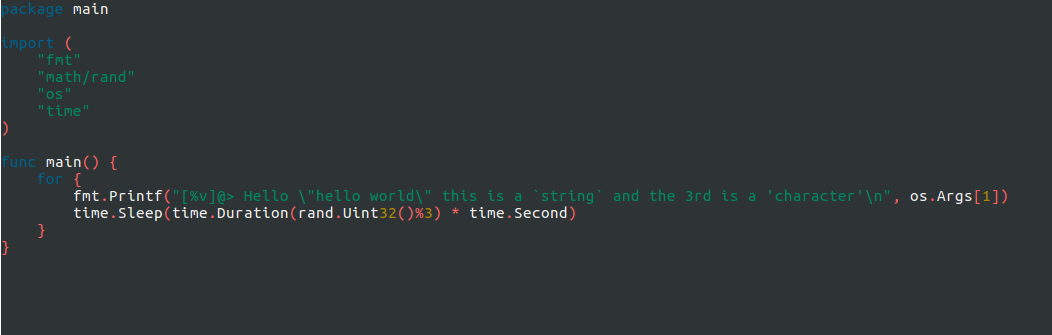 package main
import (
    "fmt"
    "math/rand"
    "os"
    "time"
)
func main() {
    for {
        fmt.Printf("[%v]@> Hello \"hello world\" this is a `string` and the 3rd is a 'character'\n", os.Args[1])
        time.Sleep(time.Duration(rand.Uint32()%3) * time.Second)
    }
}